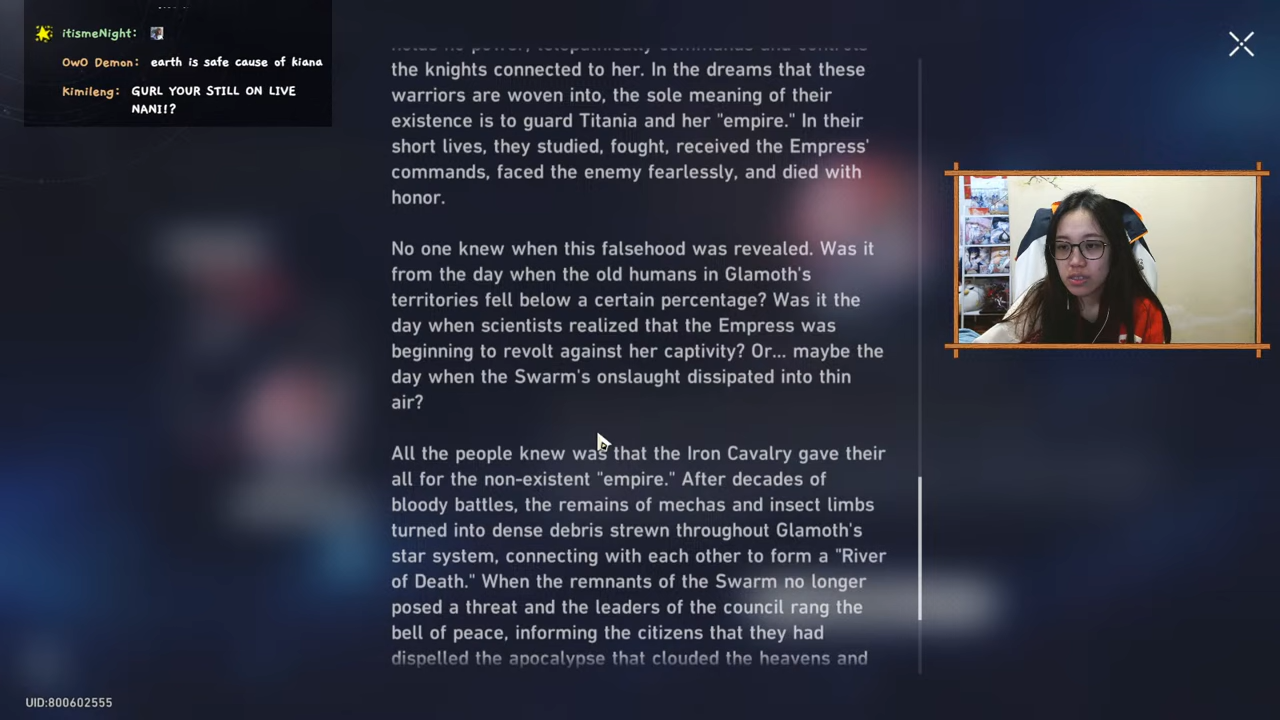 itismeNight:
OwO Demon: earth is safe cause of kiana
Kimileng: GURL YOUR STILL ON LIVE
NANI!?
holds no power, telepathically commands and controls
the knights connected to her. In the dreams that these
warriors are woven into, the sole meaning of their
existence is to guard Titania and her "empire." In their
short lives, they studied, fought, received the Empress'
commands, faced the enemy fearlessly, and died with
honor.
No one knew when this falsehood was revealed. Was it
from the day when the old humans in Glamoth's
territories fell below a certain percentage? Was it the
day when scientists realized that the Empress was
beginning to revolt against her captivity? Or... maybe the
day when the Swarm's onslaught dissipated into thin
air?
All the people knew was that the Iron Cavalry gave their
all for the non-existent "empire." After decades of
bloody battles, the remains of mechas and insect limbs
turned into dense debris strewn throughout Glamoth's
star system, connecting with each other to form a "River
of Death." When the remnants of the Swarm no longer
posed a threat and the leaders of the council rang the
bell of peace, informing the citizens that they had
dispelled the apocalypse that clouded the heavens and
UID:800602555